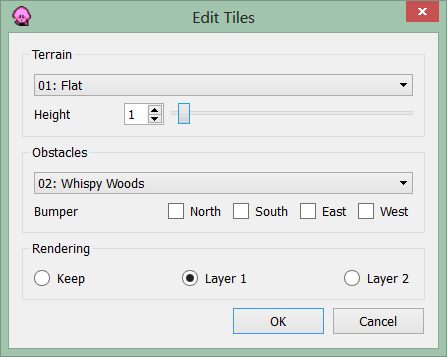 Edit Tiles
Terrain
01: Flat
Height 1
Obstacles
02: Whispy Woods
Bumper North South East West
Rendering
Keep Layer 1 Layer 2
OK Cancel